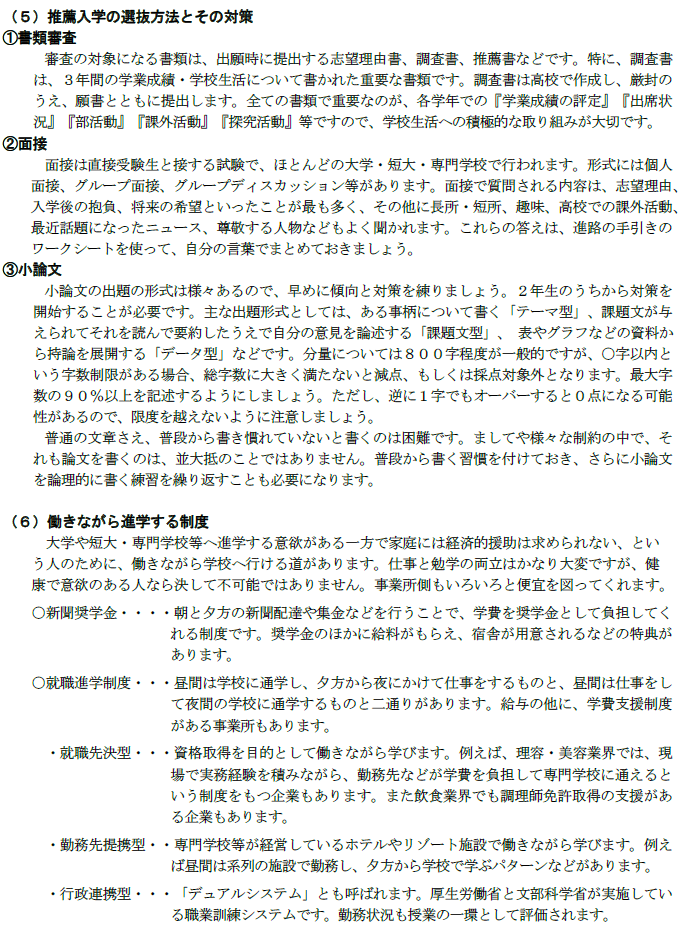 （５）推薦入学の選抜方法とその対策
①書類審査
審査の対象になる書類は、出願時に提出する志望理由書、調査書、推薦書などです。特に、調査書
は、３年間の学業成績・学校生活について書かれた重要な書類です。調査書は高校で作成し、厳封の
うえ、願書とともに提出します。全ての書類で重要なのが、各学年での『学業成績の評定』『出席状
況』『部活動』『課外活動』『探究活動』等ですので、学校生活への積極的な取り組みが大切です。
②面接
面接は直接受験生と接する試験で、ほとんどの大学・短大・専門学校で行われます。形式には個人
面接、グループ面接、グループディスカッション等があります。面接で質問される内容は、志望理由、
入学後の抱負、将来の希望といったことが最も多く、その他に長所・短所、趣味、高校での課外活動、
最近話題になったニュース、尊敬する人物などもよく聞かれます。これらの答えは、進路の手引きの
ワークシートを使って、自分の言葉でまとめておきましょう。
③小論文
小論文の出題の形式は様々あるので、早めに傾向と対策を練りましょう。２年生のうちから対策を
開始することが必要です。主な出題形式としては、ある事柄について書く「テーマ型」、課題文が与
えられてそれを読んで要約したうえで自分の意見を論述する「課題文型」、 表やグラフなどの資料か
ら持論を展開する「データ型」などです。分量については８００字程度が一般的ですが、○字以内と
いう字数制限がある場合、総字数に大きく満たないと減点、もしくは採点対象外となります。最大字
数の９０％以上を記述するようにしましょう。ただし、逆に１字でもオーバーすると０点になる可能
性があるので、限度を越えないように注意しましょう。
普通の文章さえ、普段から書き慣れていないと書くのは困難です。ましてや様々な制約の中で、そ
れも論文を書くのは、並大抵のことではありません。普段から書く習慣を付けておき、さらに小論文
を論理的に書く練習を繰り返すことも必要になります。
（６）働きながら進学する制度
大学や短大・専門学校等へ進学する意欲がある一方で家庭には経済的援助は求められない、とい
う人のために、働きながら学校へ行ける道があります。仕事と勉学の両立はかなり大変ですが、健
康で意欲のある人なら決して不可能ではありません。事業所側もいろいろと便宜を図ってくれます。
○新聞奨学金・・・・朝と夕方の新聞配達や集金などを行うことで、学費を奨学金として負担してく
れる制度です。奨学金のほかに給料がもらえ、宿舎が用意されるなどの特典が
あります。
○就職進学制度・・・昼間は学校に通学し、夕方から夜にかけて仕事をするものと、昼間は仕事をし
て夜間の学校に通学するものと二通りがあります。給与の他に、学費支援制度
がある事業所もあります。
・就職先決型・・・資格取得を目的として働きながら学びます。例えば、理容・美容業界では、現
場で実務経験を積みながら、勤務先などが学費を負担して専門学校に通えると
いう制度をもつ企業もあります。また飲食業界でも調理師免許取得の支援があ
る企業もあります。
・勤務先提携型・・専門学校等が経営しているホテルやリゾート施設で働きながら学びます。例え
ば昼間は系列の施設で勤務し、夕方から学校で学ぶパターンなどがあります。
・行政連携型・・・「デュアルシステム」とも呼ばれます。厚生労働省と文部科学省が実施してい
る職業訓練システムです。勤務状況も授業の一環として評価されます。